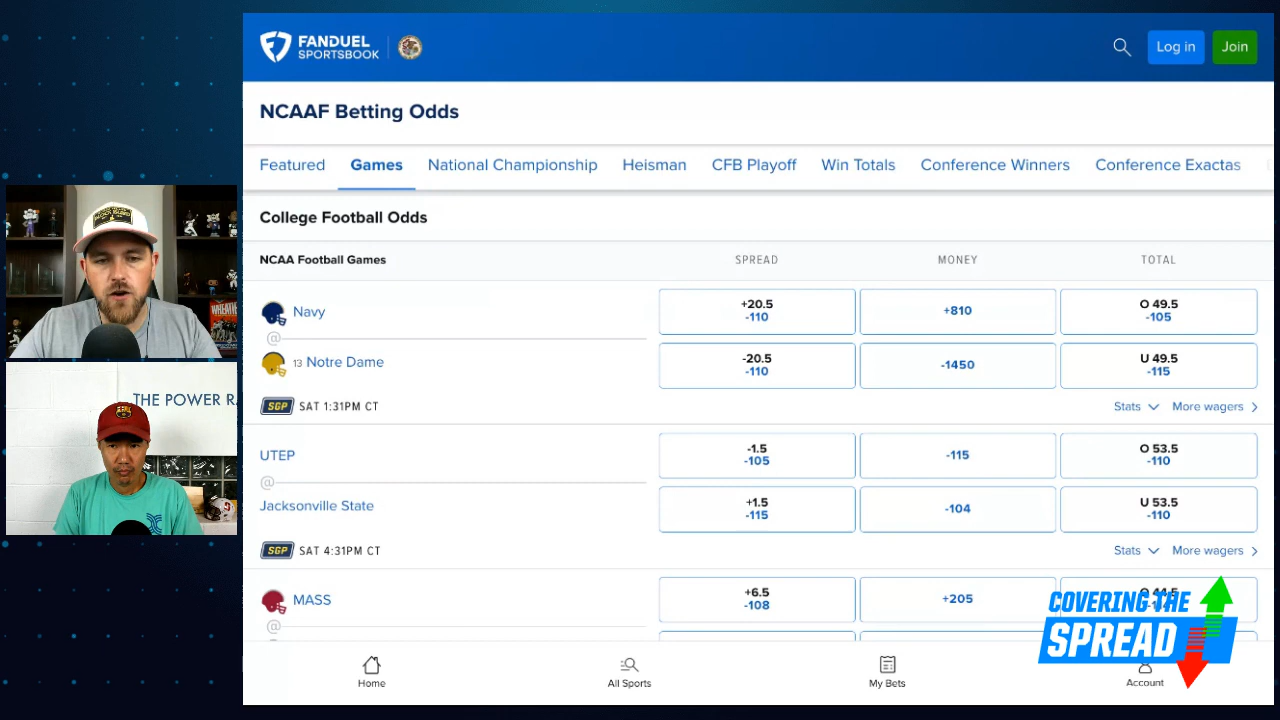 FANDUEL
SPORTSBOOK
Log in
Join
NCAAF Betting Odds
Featured Games National Championship Heisman CFB Playoff Win Totals Conference Winners Conference Exactas
College Football Odds
NCAA Football Games SPREAD MONEY TOTAL
Navy +20.5 -110 +810 O 49.5 -105
@
13 Notre Dame -20.5 -110 -1450 U 49.5 -115
SGP SAT 1:31PM CT Stats More wagers
UTEP -1.5 -105 -115 O 53.5 -110
@
Jacksonville State +1.5 -115 -104 U 53.5 -110
SGP SAT 4:31PM CT Stats More wagers
MASS +6.5 -108 +205
@
Home All Sports My Bets Account
COVERING THE
SPREAD
THE POWER
WREATH